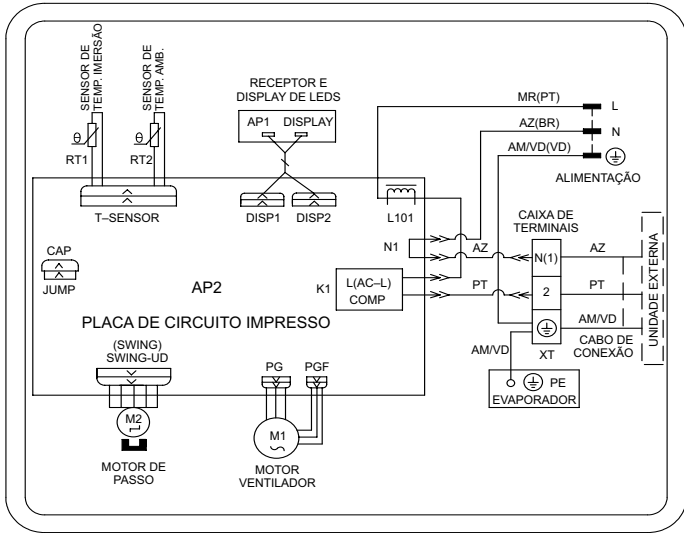 SENSOR DE
TEMP. IMERSÃO
SENSOR DE
TEMP. AMB.
θ
RT1
θ
RT2
T–SENSOR
RECEPTOR E
DISPLAY DE LEDS
AP1 DISPLAY
DISP1
DISP2
L101
MR(PT)
L
AZ(BR)
N
AM/VD(VD)
ALIMENTAÇÃO
CAP
JUMP
AP2
PLACA DE CIRCUITO IMPRESSO
N1
AZ
K1
L(AC–L)
COMP
PT
CAIXA DE
TERMINAIS
N(1)
2
XT
AZ
PT
AM/VD
CABO DE
CONEXÃO
UNIDADE EXTERNA
AM/VD
PE
EVAPORADOR
(SWING)
SWING-UD
M2
MOTOR DE
PASSO
PG
PGF
M1
MOTOR
VENTILADOR